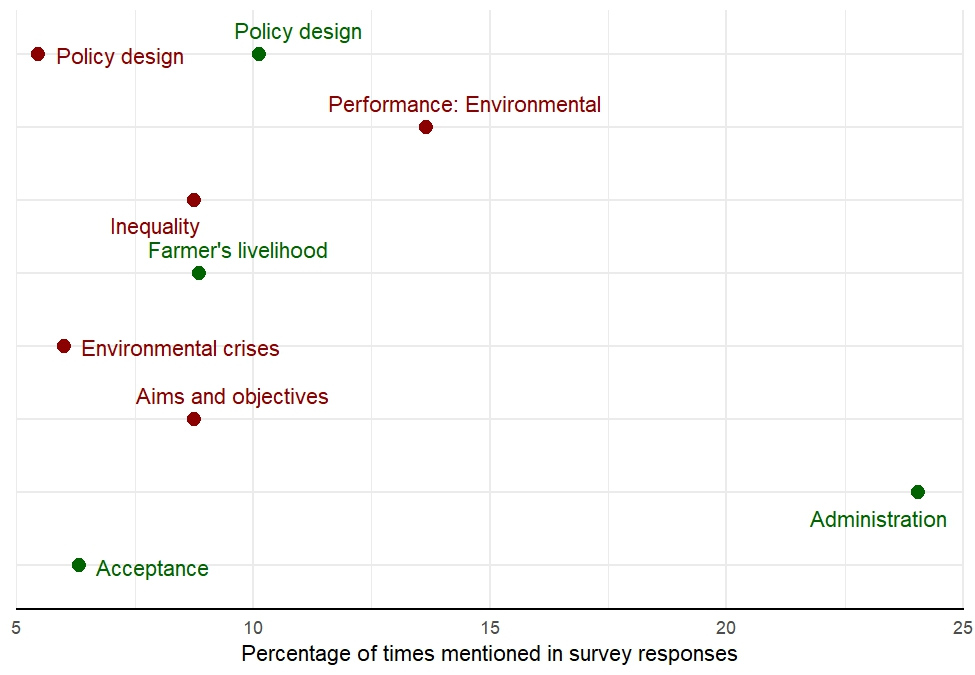 Policy design
Policy design
Performance: Environmental
Inequality
Farmer's livelihood
Environmental crises
Aims and objectives
Administration
Acceptance
5 10 15 20 25
Percentage of times mentioned in survey responses